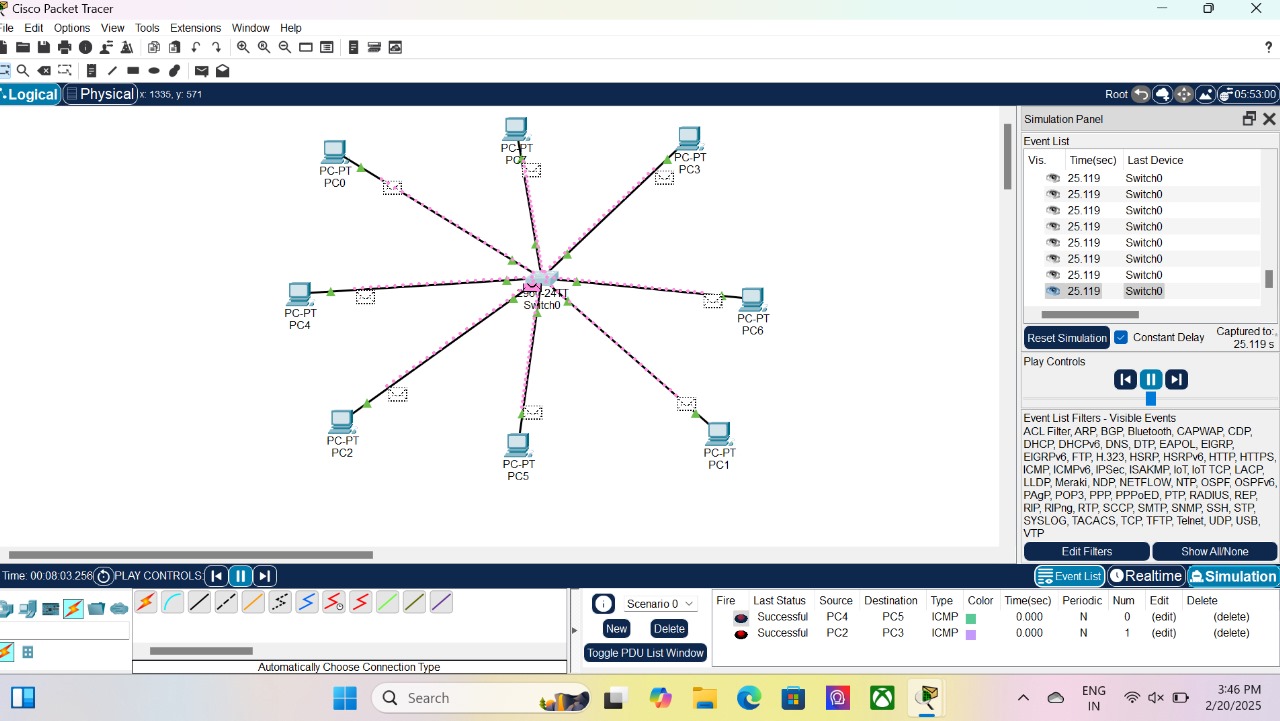 Cisco Packet Tracer
File Edit Options View Tools Extensions Window Help
?
Logical Physical x: 1335, y: 571
Root 05:53:00
PC-PT
PC0
PC-PT
PC-PT
PC3
PC-PT
PC4
2960-24TT
Switch0
PC-PT
PC6
PC-PT
PC2
PC-PT
PC5
PC-PT
PC1
Simulation Panel
Event List
Vis. Time(sec) Last Device
25.119 Switch0
25.119 Switch0
25.119 Switch0
25.119 Switch0
25.119 Switch0
25.119 Switch0
25.119 Switch0
25.119 Switch0
Reset Simulation Constant Delay Captured to:
25.119 s
Play Controls
Event List Filters - Visible Events
ACL Filter, ARP, BGP, Bluetooth, CAPWAP, CDP,
DHCP, DHCPv6, DNS, DTP, EAPOL, EIGRP,
EIGRPv6, FTP, H.323, HSRP, HSRPv6, HTTP, HTTPS,
ICMP, ICMPv6, IPSec, ISAKMP, IoT, IoT TCP, LACP,
LLDP, Meraki, NDP, NETFLOW, NTP, OSPF, OSPFv6,
PAgP, POP3, PPP, PPPoED, PTP, RADIUS, REP,
RIP, RIPng, RTP, SCCP, SMTP, SNMP, SSH, STP,
SYSLOG, TACACS, TCP, TFTP, Telnet, UDP, USB,
VTP
Edit Filters Show All/None
Time: 00:08:03.256 PLAY CONTROLS:
Event List Realtime Simulation
Automatically Choose Connection Type
Scenario 0
New Delete
Toggle PDU List Window
Fire Last Status Source Destination Type Color Time(sec) Periodic Num Edit Delete
Successful PC4 PC5 ICMP 0.000 N 0 (edit) (delete)
Successful PC2 PC3 ICMP 0.000 N 1 (edit) (delete)
Search
ENG
IN
3:46 PM
2/20/2025